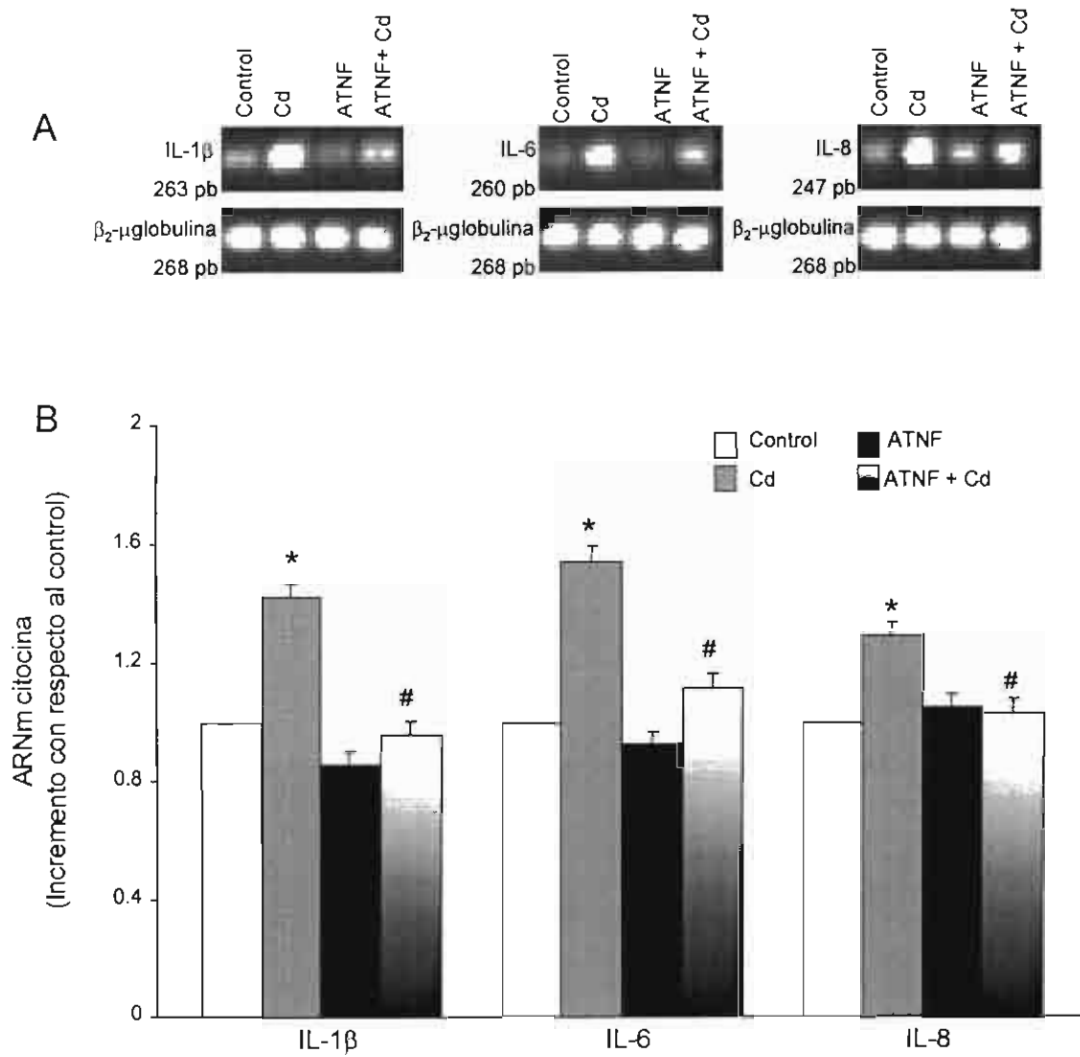 A
Control Cd ATNF ATNF+ Cd
Control Cd ATNF ATNF + Cd
Control Cd ATNF ATNF + Cd
IL-1β
263 pb
β₂-μglobulina
268 pb
IL-6
260 pb
β₂-μglobulina
268 pb
IL-8
247 pb
β₂-μglobulina
268 pb
B
ARNm citocina
(Incremento con respecto al control)
2
1.6
1.2
0.8
0.4
0
Control
ATNF
Cd
ATNF + Cd
*
#
*
#
*
#
IL-1β
IL-6
IL-8